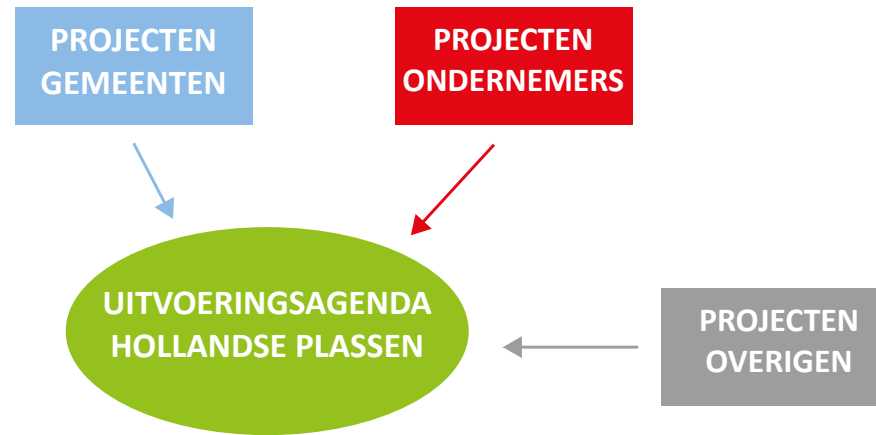 PROJECTEN
GEMEENTEN
PROJECTEN
ONDERNEMERS
UITVOERINGSAGENDA
HOLLANDSE PLASSEN
PROJECTEN
OVERIGEN